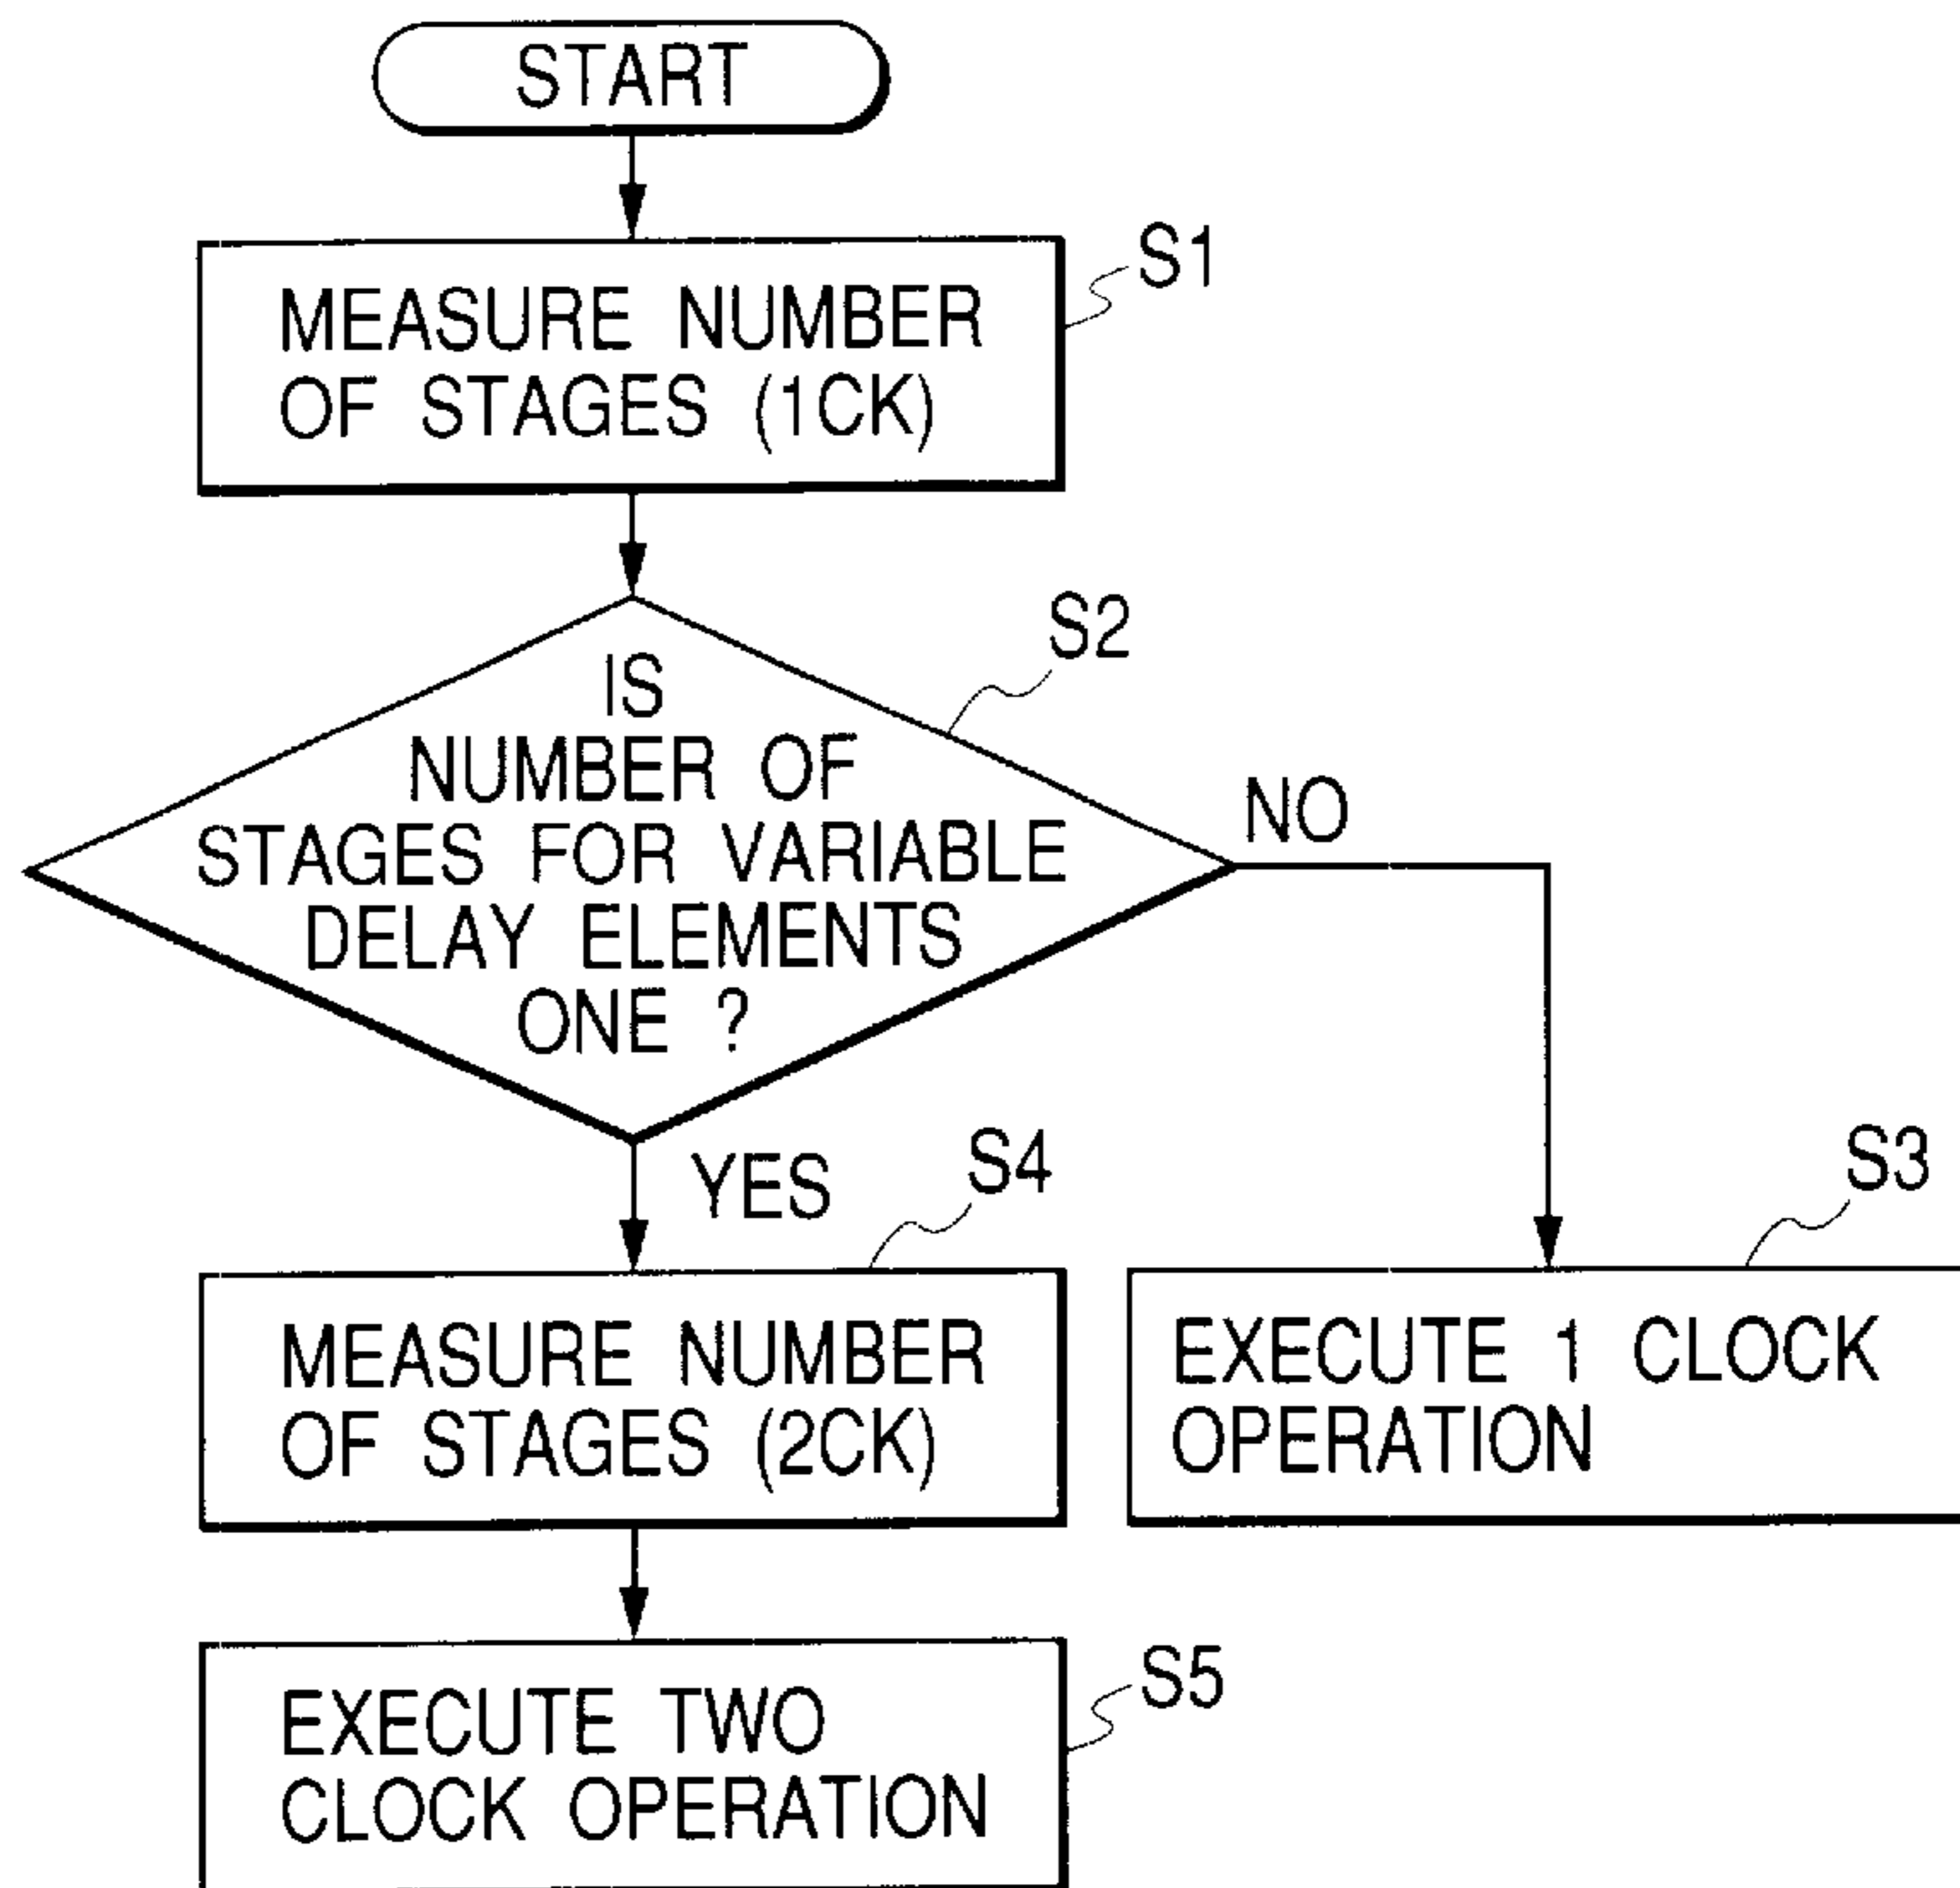 START
S1
MEASURE NUMBER
OF STAGES (1CK)
S2
IS
NUMBER OF
STAGES FOR VARIABLE
DELAY ELEMENTS
ONE ?
NO
YES
S4
MEASURE NUMBER
OF STAGES (2CK)
S3
EXECUTE 1 CLOCK
OPERATION
S5
EXECUTE TWO
CLOCK OPERATION